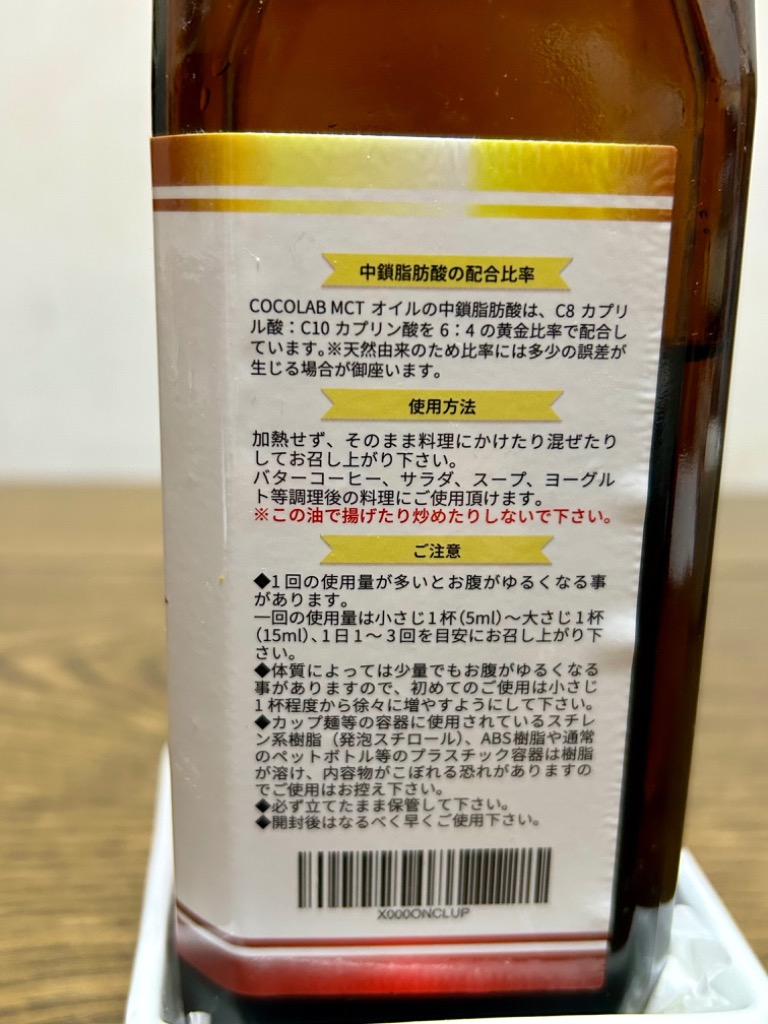 中鎖脂肪酸の配合比率
COCOLAB MCT オイルの中鎖脂肪酸は、C8 カプリ
ル酸：C10 カプリン酸を 6：4 の黄金比率で配合し
ています。※天然由来のため比率には多少の誤差が
生じる場合が御座います。
使用方法
加熱せず、そのまま料理にかけたり混ぜたり
してお召し上がり下さい。
バターコーヒー、サラダ、スープ、ヨーグル
ト等調理後の料理にご使用頂けます。
※この油で揚げたり炒めたりしないで下さい。
ご注意
◆1 回の使用量が多いとお腹がゆるくなる事
があります。
一回の使用量は小さじ1杯(5ml)～大さじ1杯
(15ml)、1日1～3回を目安にお召し上がり下
さい。
◆体質によっては少量でもお腹がゆるくなる
事がありますので、初めてのご使用は小さじ
1杯程度から徐々に増やすようにして下さい。
◆カップ麺等の容器に使用されているスチレ
ン系樹脂（発泡スチロール）、ABS樹脂や通常
のペットボトル等のプラスチック容器は樹脂
が溶け、内容物がこぼれる恐れがありますの
でご使用はお控え下さい。
◆必ず立てたまま保管して下さい。
◆開封後はなるべく早くご使用下さい。
X000ONCLUP